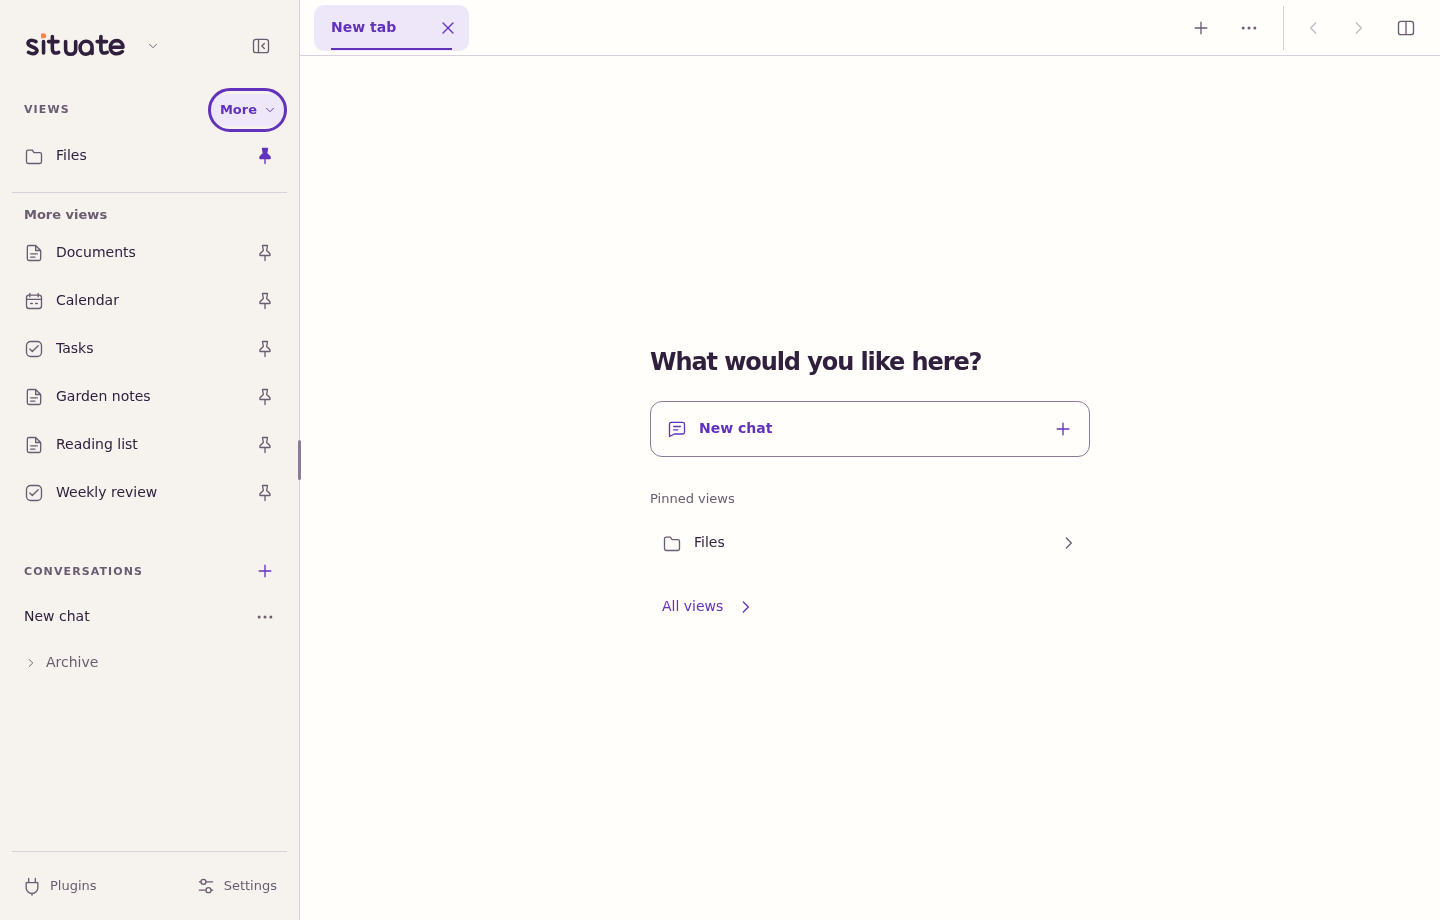 situate
VIEWS
More
Files
More views
Documents
Calendar
Tasks
Garden notes
Reading list
Weekly review
CONVERSATIONS
New chat
Archive
Plugins
Settings
New tab
What would you like here?
New chat
Pinned views
Files
All views